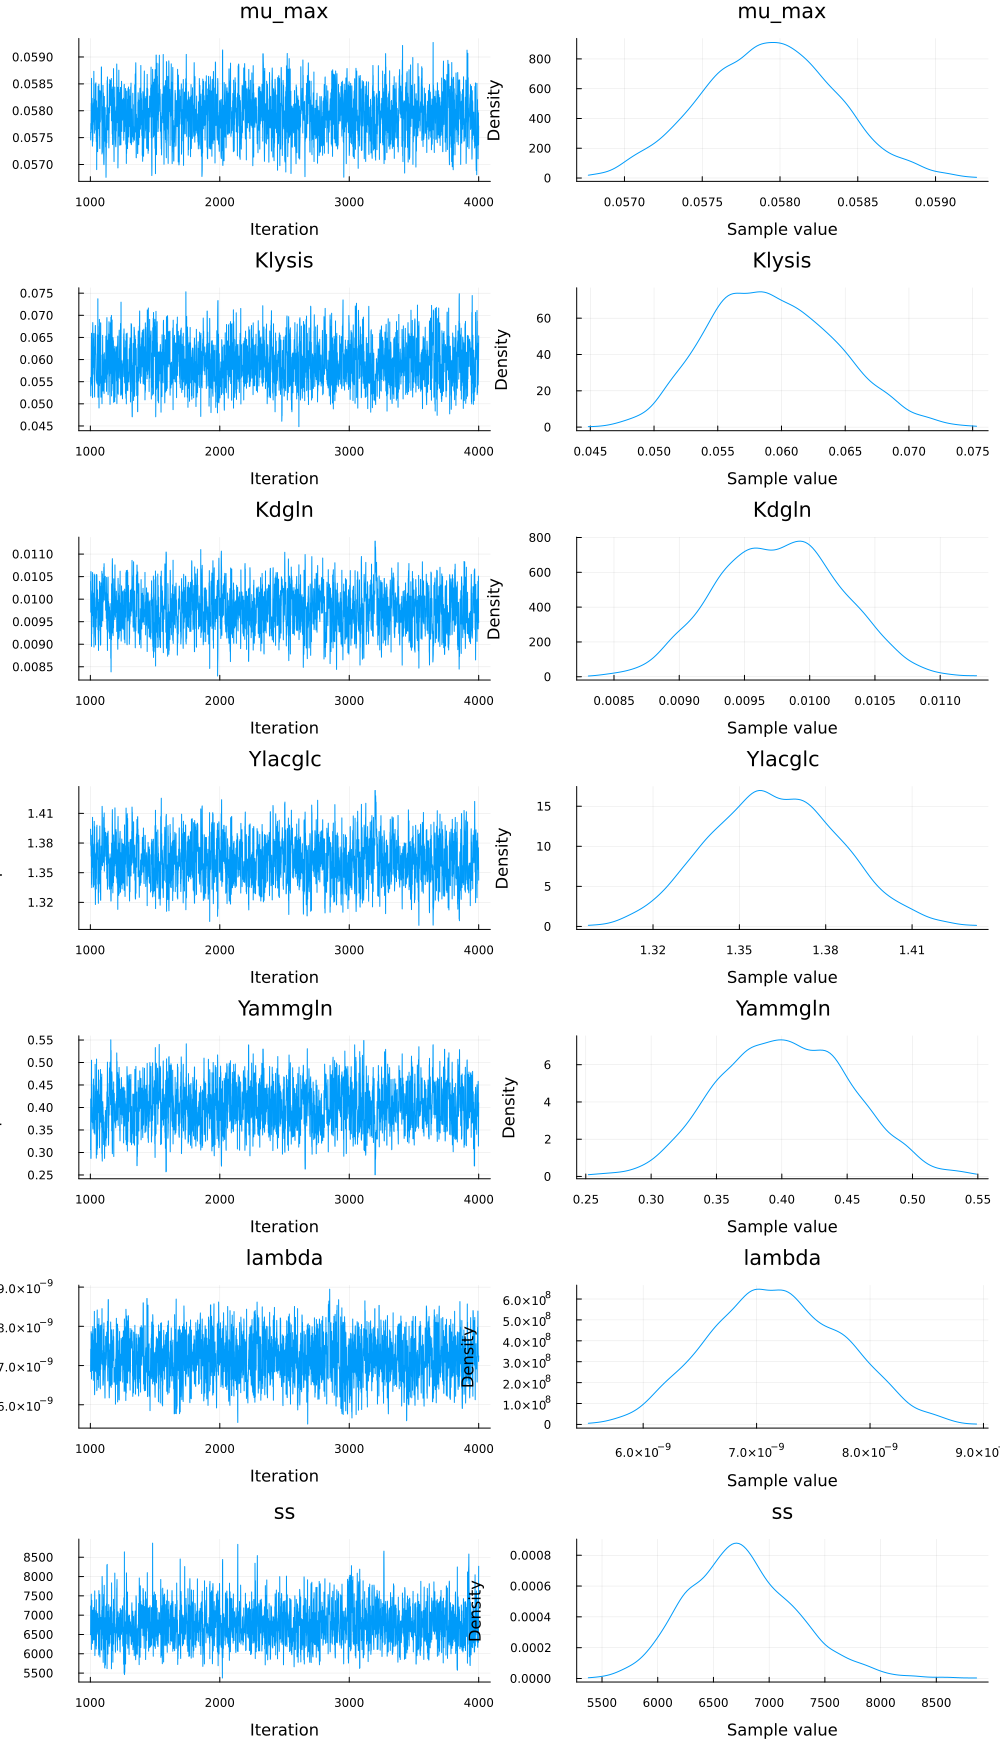 mu_max mu_max
0.0590
0.0585
0.0580
0.0575
0.0570
1000 2000 3000 4000
Iteration
Density
800
600
400
200
0
0.0570 0.0575 0.0580 0.0585 0.0590
Sample value
Klysis Klysis
0.075
0.070
0.065
0.060
0.055
0.050
0.045
1000 2000 3000 4000
Iteration
Density
60
40
20
0
0.045 0.050 0.055 0.060 0.065 0.070 0.075
Sample value
Kdgln Kdgln
0.0110
0.0105
0.0100
0.0095
0.0090
0.0085
1000 2000 3000 4000
Iteration
Density
800
600
400
200
0
0.0085 0.0090 0.0095 0.0100 0.0105 0.0110
Sample value
Ylacglc Ylacglc
1.41
1.38
1.35
1.32
1000 2000 3000 4000
Iteration
Density
15
10
5
0
1.32 1.35 1.38 1.41
Sample value
Yammgln Yammgln
0.55
0.50
0.45
0.40
0.35
0.30
0.25
1000 2000 3000 4000
Iteration
Density
6
4
2
0
0.25 0.30 0.35 0.40 0.45 0.50 0.55
Sample value
lambda lambda
9.0×10⁻⁹
8.0×10⁻⁹
7.0×10⁻⁹
6.0×10⁻⁹
1000 2000 3000 4000
Iteration
Density
6.0×10⁸
5.0×10⁸
4.0×10⁸
3.0×10⁸
2.0×10⁸
1.0×10⁸
0
6.0×10⁻⁹ 7.0×10⁻⁹ 8.0×10⁻⁹ 9.0×10
Sample value
ss ss
8500
8000
7500
7000
6500
6000
5500
1000 2000 3000 4000
Iteration
Density
0.0008
0.0006
0.0004
0.0002
0.0000
5500 6000 6500 7000 7500 8000 8500
Sample value